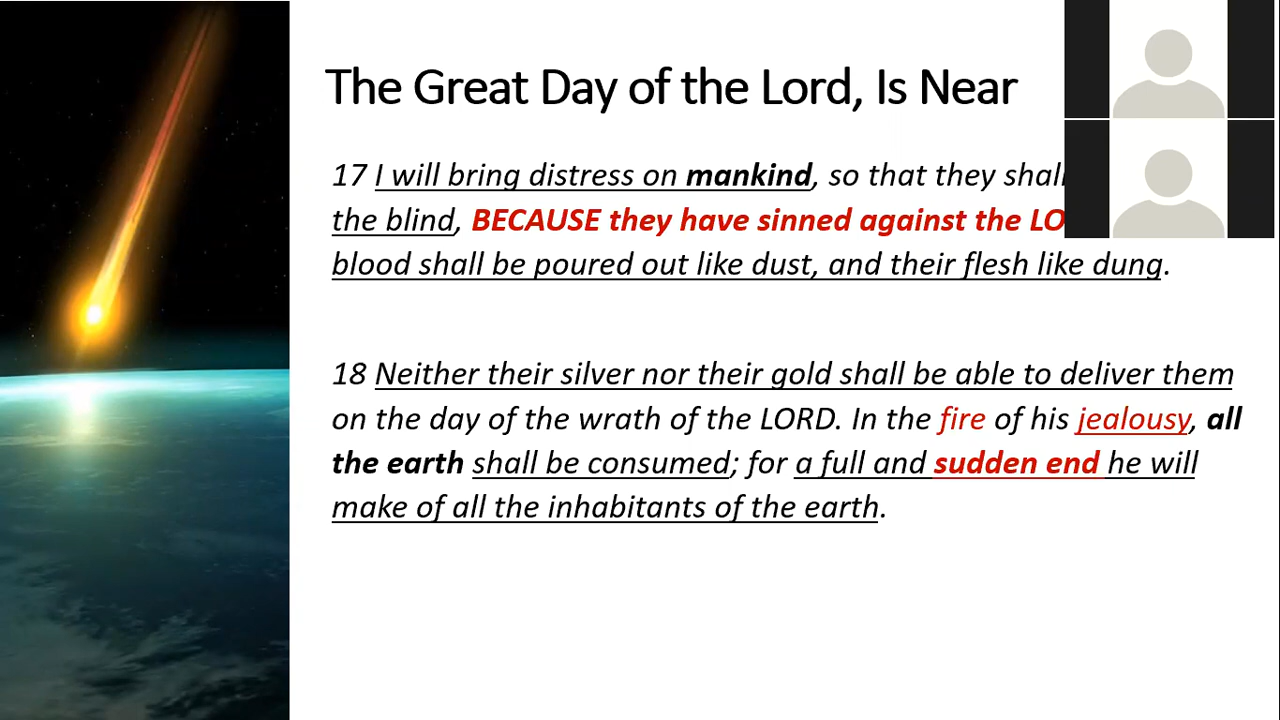 The Great Day of the Lord, Is Near
17 I will bring distress on mankind, so that they shall
the blind, BECAUSE they have sinned against the LO
blood shall be poured out like dust, and their flesh like dung.
18 Neither their silver nor their gold shall be able to deliver them
on the day of the wrath of the LORD. In the fire of his jealousy, all
the earth shall be consumed; for a full and sudden end he will
make of all the inhabitants of the earth.